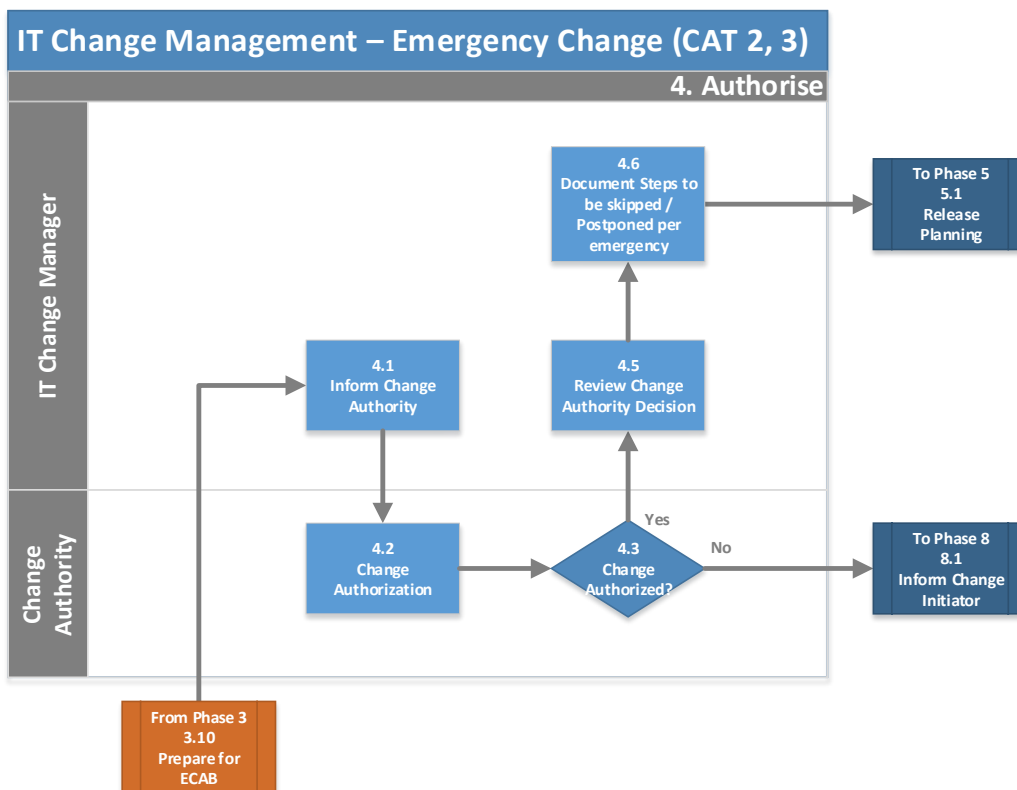 IT Change Management – Emergency Change (CAT 2, 3)
4. Authorise
IT Change Manager
4.6
Document Steps to
be skipped /
Postponed per
emergency
To Phase 5
5.1
Release
Planning
4.1
Inform Change
Authority
4.5
Review Change
Authority Decision
Change
Authority
4.2
Change
Authorization
4.3
Change
Authorized?
Yes
No
To Phase 8
8.1
Inform Change
Initiator
From Phase 3
3.10
Prepare for
ECAB